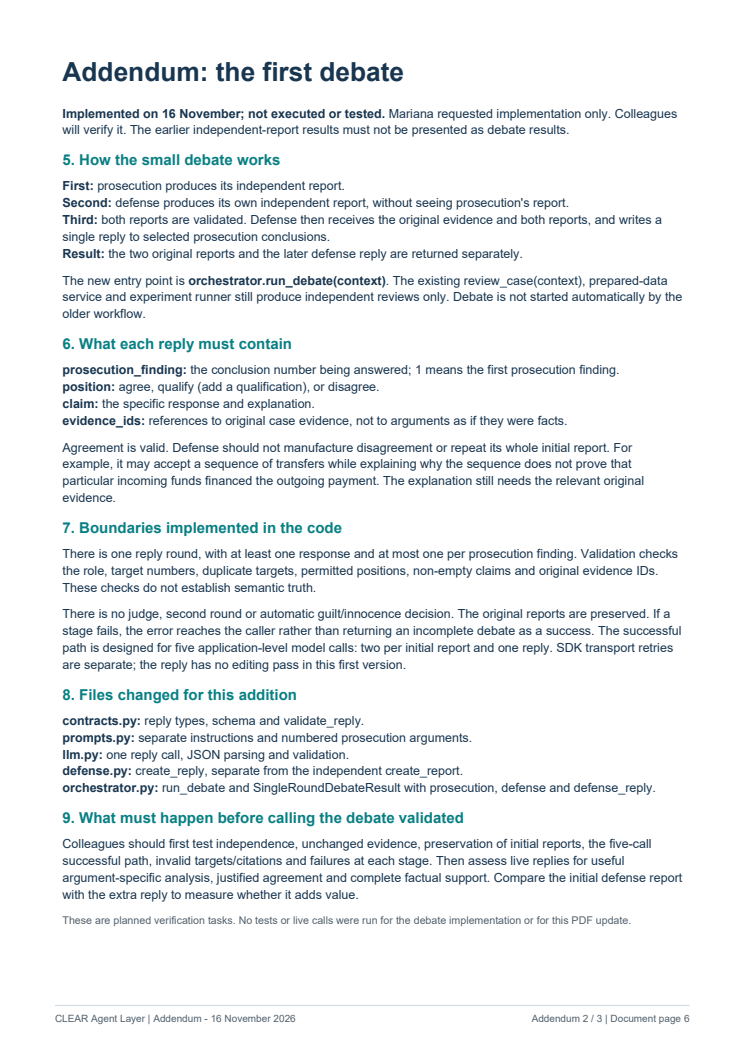 Addendum: the first debate
Implemented on 16 November; not executed or tested. Mariana requested implementation only. Colleagues
will verify it. The earlier independent-report results must not be presented as debate results.
5. How the small debate works
First: prosecution produces its independent report.
Second: defense produces its own independent report, without seeing prosecution's report.
Third: both reports are validated. Defense then receives the original evidence and both reports, and writes a
single reply to selected prosecution conclusions.
Result: the two original reports and the later defense reply are returned separately.
The new entry point is orchestrator.run_debate(context). The existing review_case(context), prepared-data
service and experiment runner still produce independent reviews only. Debate is not started automatically by the
older workflow.
6. What each reply must contain
prosecution_finding: the conclusion number being answered; 1 means the first prosecution finding.
position: agree, qualify (add a qualification), or disagree.
claim: the specific response and explanation.
evidence_ids: references to original case evidence, not to arguments as if they were facts.
Agreement is valid. Defense should not manufacture disagreement or repeat its whole initial report. For
example, it may accept a sequence of transfers while explaining why the sequence does not prove that
particular incoming funds financed the outgoing payment. The explanation still needs the relevant original
evidence.
7. Boundaries implemented in the code
There is one reply round, with at least one response and at most one per prosecution finding. Validation checks
the role, target numbers, duplicate targets, permitted positions, non-empty claims and original evidence IDs.
These checks do not establish semantic truth.
There is no judge, second round or automatic guilt/innocence decision. The original reports are preserved. If a
stage fails, the error reaches the caller rather than returning an incomplete debate as a success. The successful
path is designed for five application-level model calls: two per initial report and one reply. SDK transport retries
are separate; the reply has no editing pass in this first version.
8. Files changed for this addition
contracts.py: reply types, schema and validate_reply.
prompts.py: separate instructions and numbered prosecution arguments.
llm.py: one reply call, JSON parsing and validation.
defense.py: create_reply, separate from the independent create_report.
orchestrator.py: run_debate and SingleRoundDebateResult with prosecution, defense and defense_reply.
9. What must happen before calling the debate validated
Colleagues should first test independence, unchanged evidence, preservation of initial reports, the five-call
successful path, invalid targets/citations and failures at each stage. Then assess live replies for useful
argument-specific analysis, justified agreement and complete factual support. Compare the initial defense report
with the extra reply to measure whether it adds value.
These are planned verification tasks. No tests or live calls were run for the debate implementation or for this PDF update.
CLEAR Agent Layer | Addendum - 16 November 2026
Addendum 2 / 3 | Document page 6